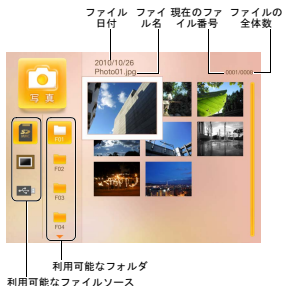 ファイル日付
ファイル名
現在のファイル番号
ファイルの全体数
2010/10/26
Photo01.jpg
0001/0008
写 真
F01
F02
F03
F04
利用可能なフォルダ
利用可能なファイルソース